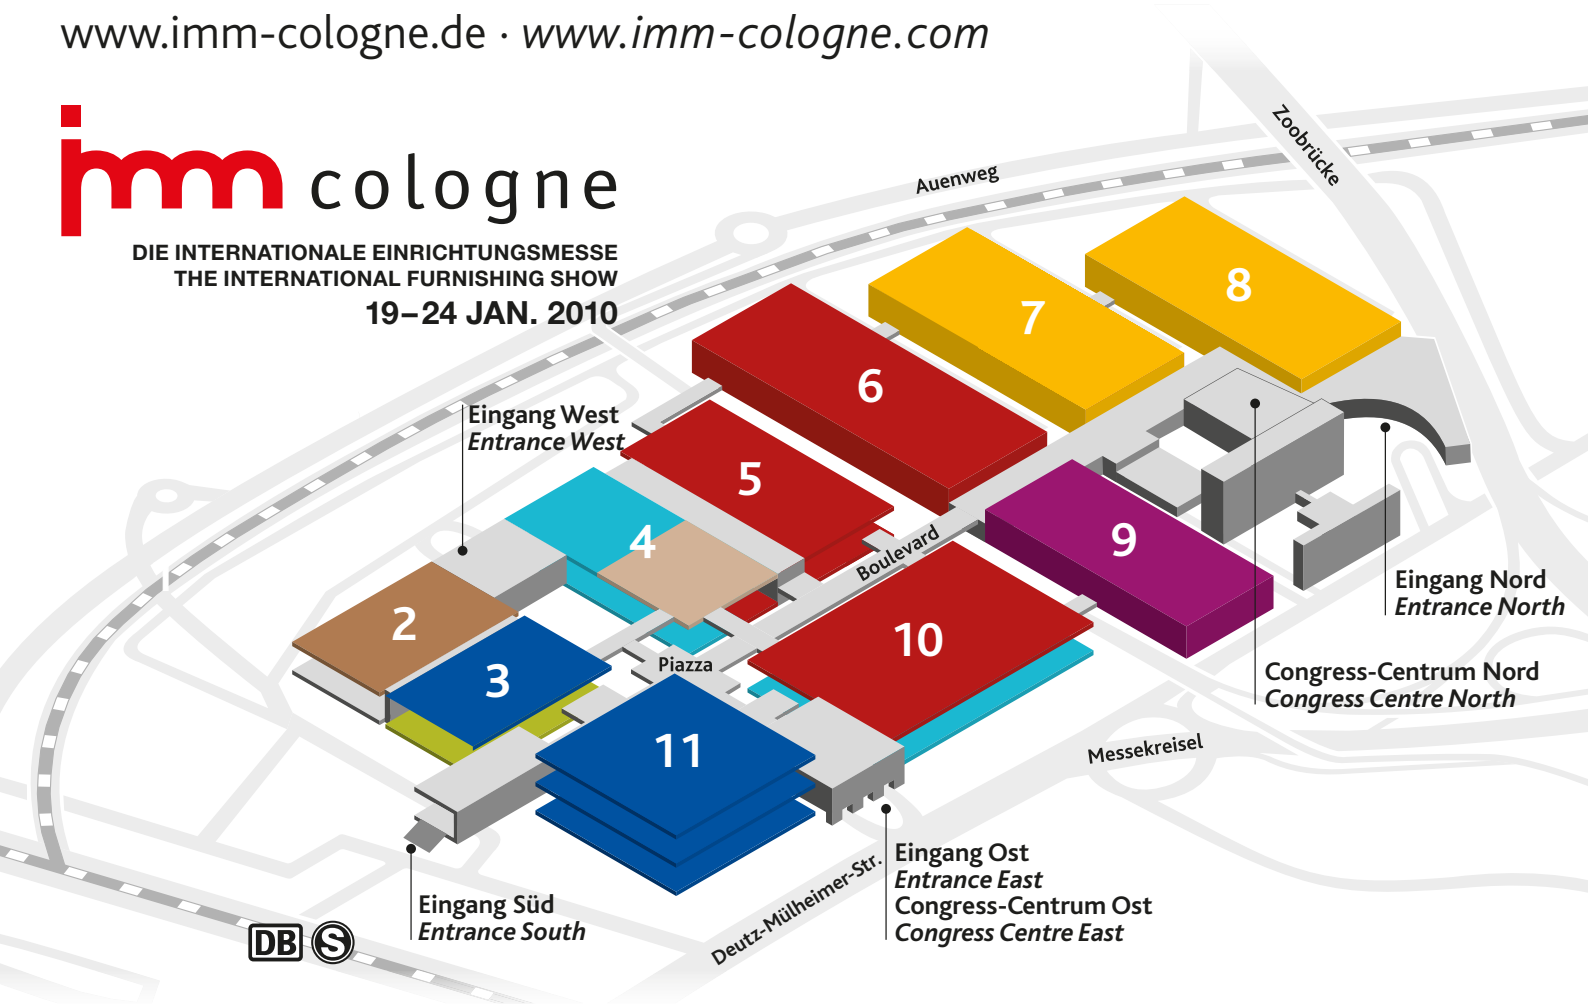 www.imm-cologne.de · www.imm-cologne.com
imm cologne
DIE INTERNATIONALE EINRICHTUNGSMESSE
THE INTERNATIONAL FURNISHING SHOW
19–24 JAN. 2010
Zoobrücke
Auenweg
8
7
6
Eingang West
Entrance West
5
4
9
Boulevard
Eingang Nord
Entrance North
2
10
Piazza
3
Congress-Centrum Nord
Congress Centre North
11
Messekreisel
Eingang Ost
Entrance East
Congress-Centrum Ost
Congress Centre East
Deutz-Mülheimer-Str.
Eingang Süd
Entrance South
DB S